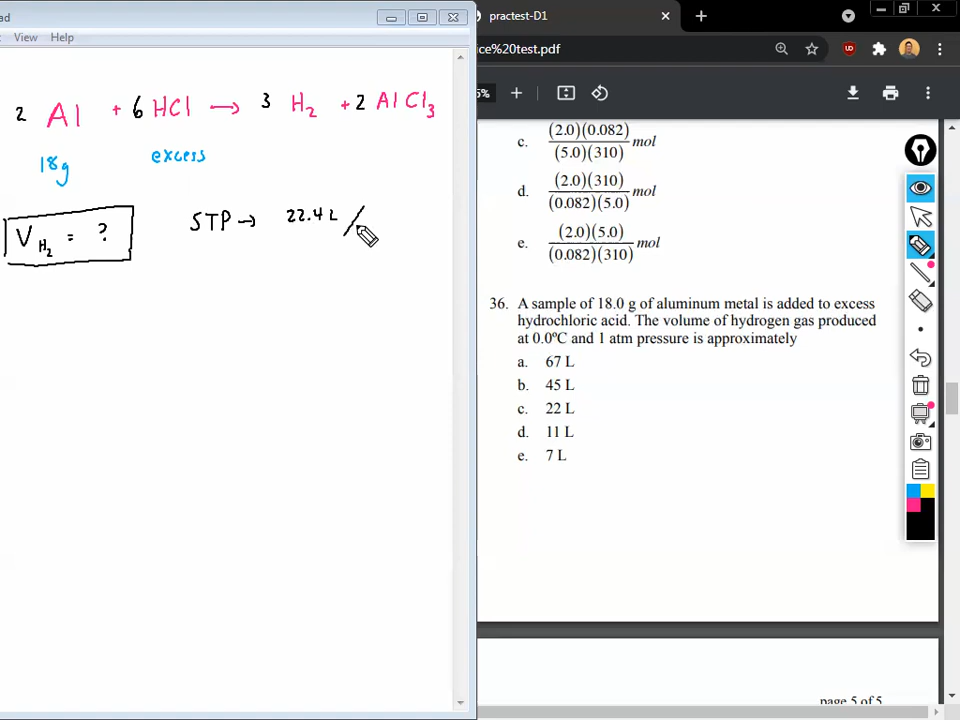 ad
View Help
2 Al + 6 HCl → 3 H2 + 2 AlCl3
18g excess
VH2 = ? STP → 22.4 L /
practest-D1
ice%20test.pdf
5%
c. (2.0)(0.082)
(5.0)(310) mol
d. (2.0)(310)
(0.082)(5.0) mol
e. (2.0)(5.0)
(0.082)(310) mol
36. A sample of 18.0 g of aluminum metal is added to excess
hydrochloric acid. The volume of hydrogen gas produced
at 0.0ºC and 1 atm pressure is approximately
a. 67 L
b. 45 L
c. 22 L
d. 11 L
e. 7 L
page 5 of 5